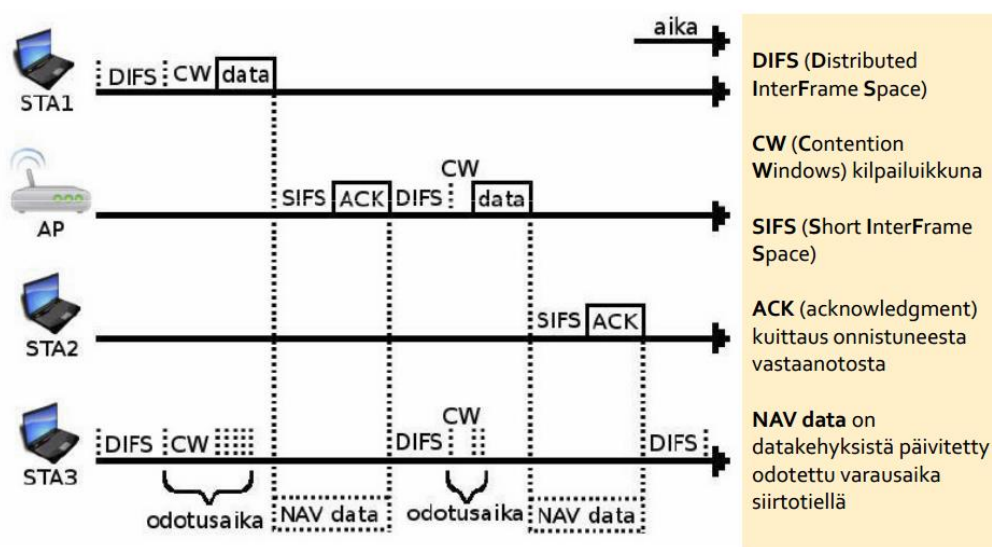 aika
DIFS CW data
STA1
CW
SIFS ACK DIFS data
AP
SIFS ACK
STA2
CW
DIFS CW DIFS DIFS
STA3
odotusaika NAV data odotusaika NAV data
DIFS (Distributed
InterFrame Space)
CW (Contention
Windows) kilpailuikkuna
SIFS (Short InterFrame
Space)
ACK (acknowledgment)
kuittaus onnistuneesta
vastaanotosta
NAV data on
datakehyksistä päivitetty
odotettu varausaika
siirtotiellä